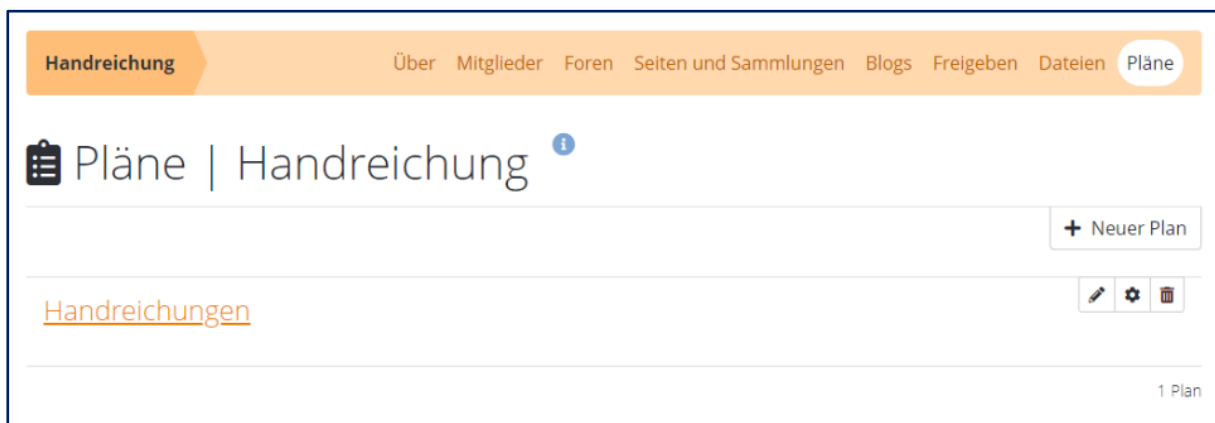 Handreichung Über Mitglieder Foren Seiten und Sammlungen Blogs Freigeben Dateien Pläne
Pläne | Handreichung
+ Neuer Plan
Handreichungen
1 Plan